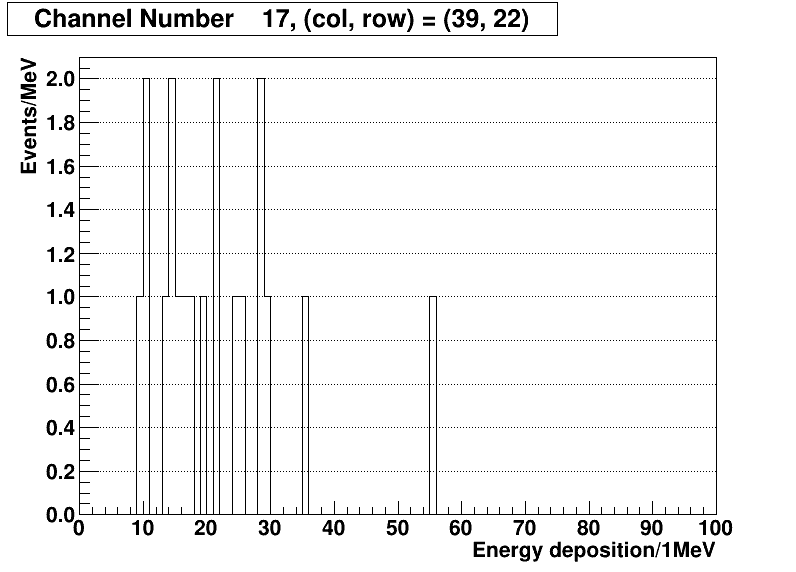 Channel Number 17, (col, row) = (39, 22)
Events/MeV
2.0
1.8
1.6
1.4
1.2
1.0
0.8
0.6
0.4
0.2
0.0
0 10 20 30 40 50 60 70 80 90 100
Energy deposition/1MeV